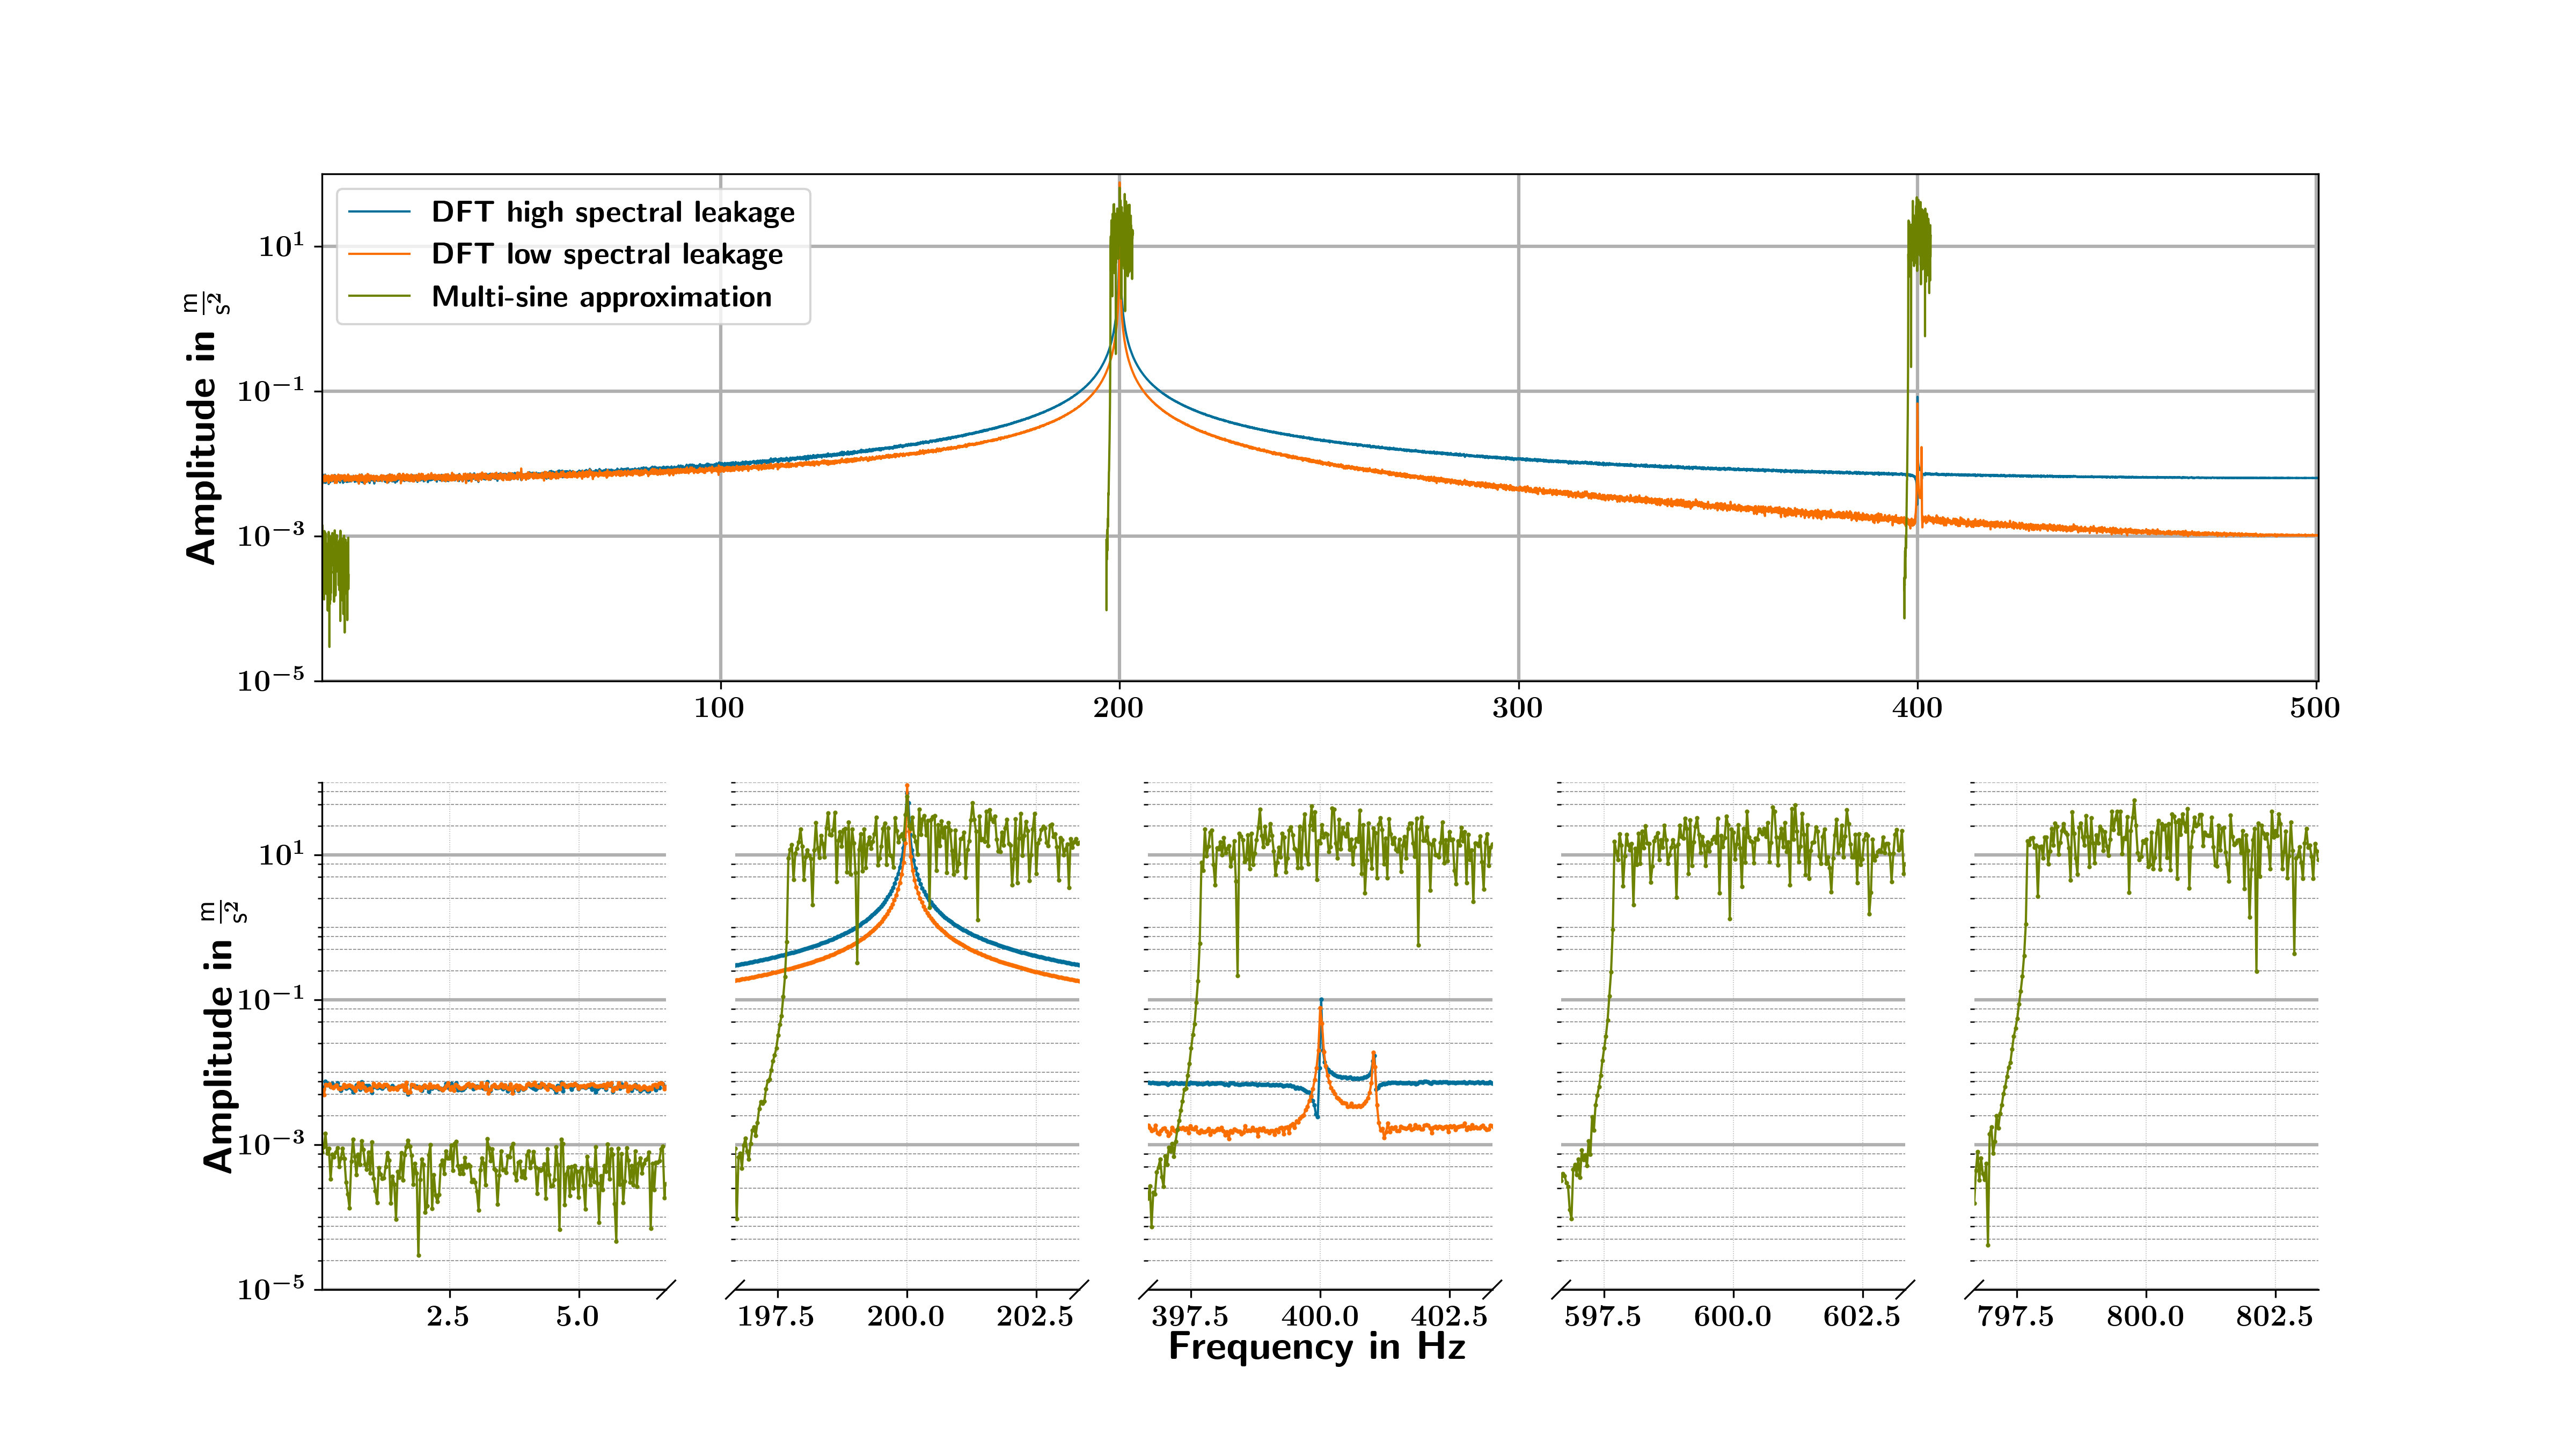 DFT high spectral leakage
DFT low spectral leakage
Multi-sine approximation
Amplitude in m/s²
10¹
10⁻¹
10⁻³
10⁻⁵
100 200 300 400 500
Amplitude in m/s²
10¹
10⁻¹
10⁻³
10⁻⁵
2.5 5.0 197.5 200.0 202.5 397.5 400.0 402.5 597.5 600.0 602.5 797.5 800.0 802.5
Frequency in Hz